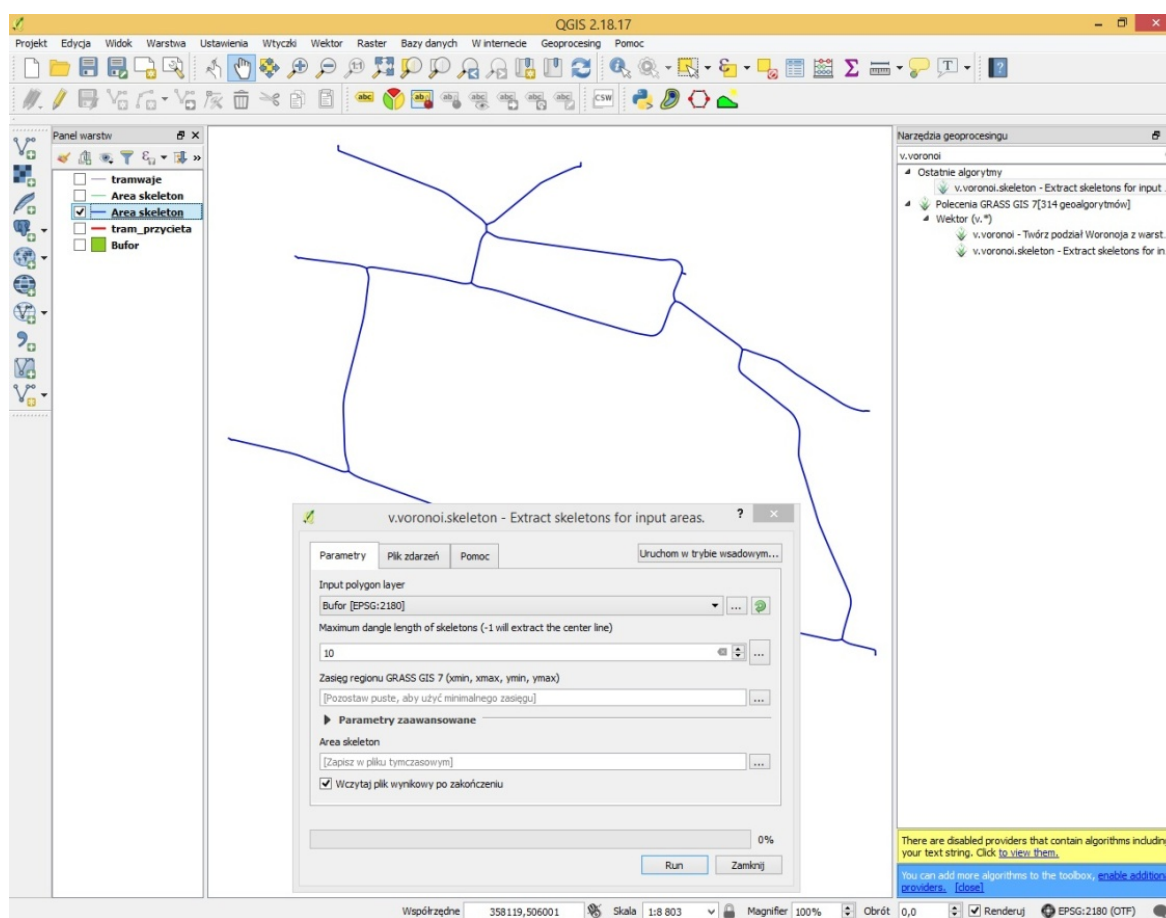 QGIS 2.18.17
Projekt Edycja Widok Warstwa Ustawienia Wtyczki Wektor Raster Bazy danych W internecie Geoprocesing Pomoc
Panel warstw
tramwaje
Area skeleton
Area skeleton
tram_przycieta
Bufor
v.voronoi.skeleton - Extract skeletons for input areas.
Parametry Plik zdarzeń Pomoc
Uruchom w trybie wsadowym...
Input polygon layer
Bufor [EPSG:2180]
Maximum dangle length of skeletons (-1 will extract the center line)
10
Zasięg regionu GRASS GIS 7 (xmin, xmax, ymin, ymax)
[Pozostaw puste, aby użyć minimalnego zasięgu]
Parametry zaawansowane
Area skeleton
[Zapisz w pliku tymczasowym]
Wczytaj plik wynikowy po zakończeniu
0%
Run Zamknij
Narzędzia geoprocesingu
v.voronoi
Ostatnie algorytmy
v.voronoi.skeleton - Extract skeletons for input ...
Polecenia GRASS GIS 7 [314 geoalgorytmów]
Wektor (v.*)
v.voronoi - Twórz podział Woronoja z warst...
v.voronoi.skeleton - Extract skeletons for in...
There are disabled providers that contain algorithms including
your text string. Click to view them.
You can add more algorithms to the toolbox, enable addition
providers. [close]
Współrzędne 358119,506001 Skala 1:8 803 Magnifier 100% Obrót 0,0 Renderuj EPSG:2180 (OTF)